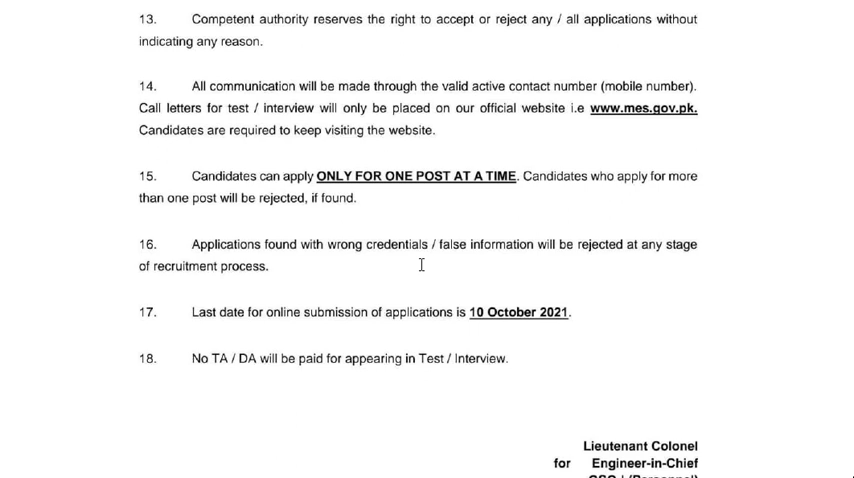 13. Competent authority reserves the right to accept or reject any / all applications without
indicating any reason.
14. All communication will be made through the valid active contact number (mobile number).
Call letters for test / interview will only be placed on our official website i.e www.mes.gov.pk.
Candidates are required to keep visiting the website.
15. Candidates can apply ONLY FOR ONE POST AT A TIME. Candidates who apply for more
than one post will be rejected, if found.
16. Applications found with wrong credentials / false information will be rejected at any stage
of recruitment process.
17. Last date for online submission of applications is 10 October 2021.
18. No TA / DA will be paid for appearing in Test / Interview.
Lieutenant Colonel
for Engineer-in-Chief